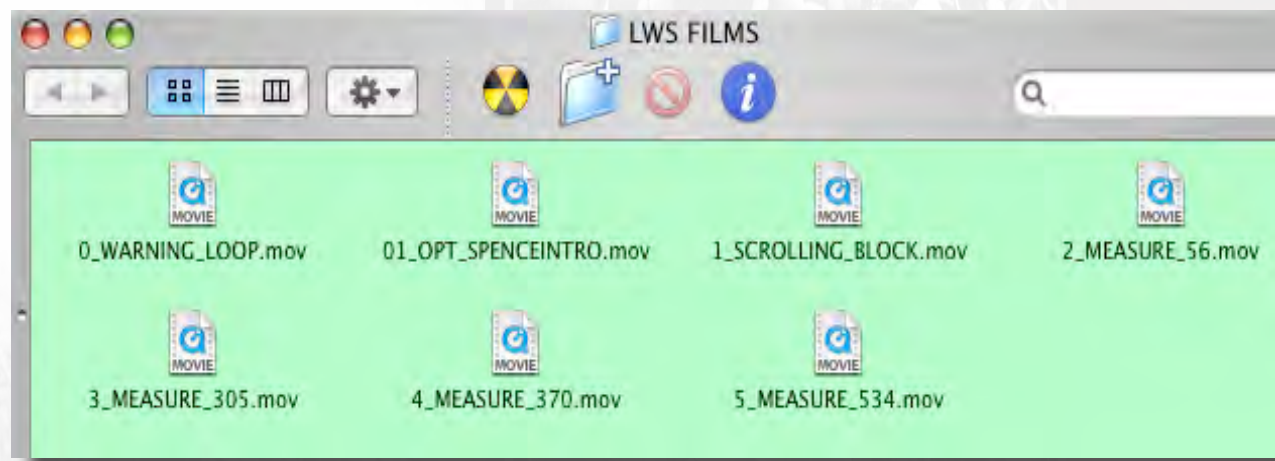 LWS FILMS
MOVIE MOVIE MOVIE MOVIE
0_WARNING_LOOP.mov 01_OPT_SPENCEINTRO.mov 1_SCROLLING_BLOCK.mov 2_MEASURE_56.mov
MOVIE MOVIE MOVIE
3_MEASURE_305.mov 4_MEASURE_370.mov 5_MEASURE_534.mov